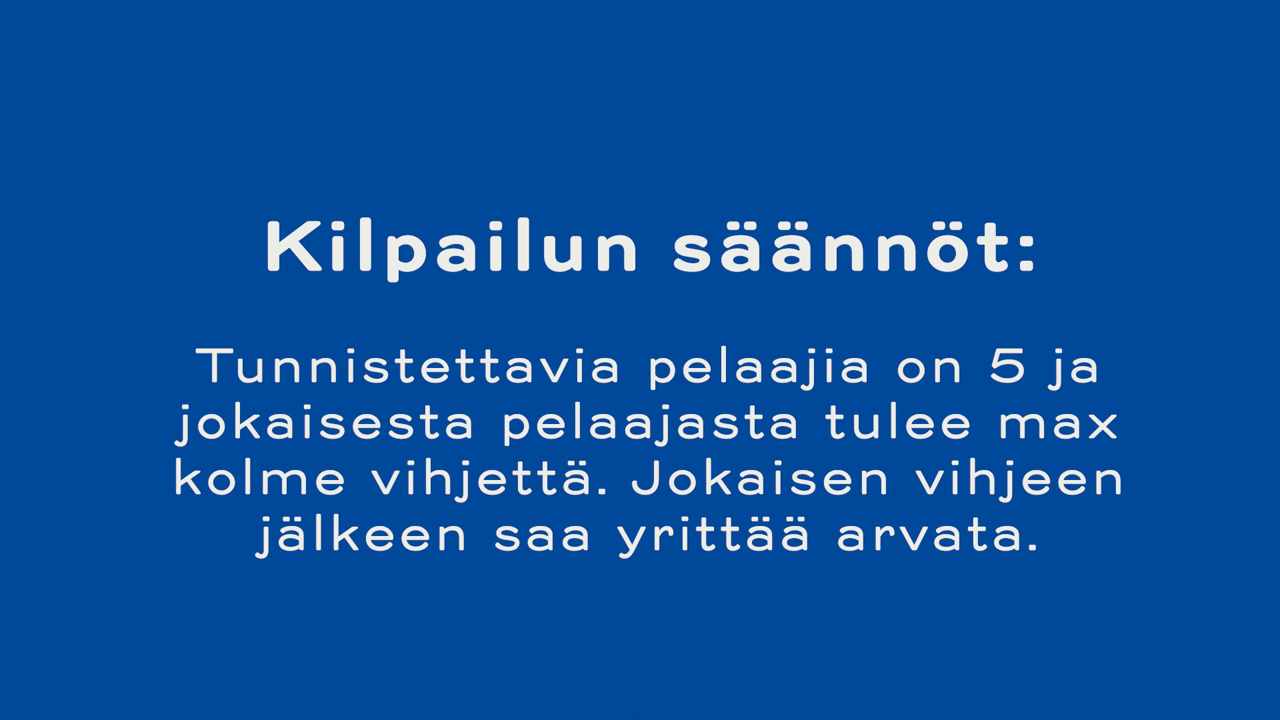 Kilpailun säännöt:
Tunnistettavia pelaajia on 5 ja
jokaisesta pelaajasta tulee max
kolme vihjettä. Jokaisen vihjeen
jälkeen saa yrittää arvata.